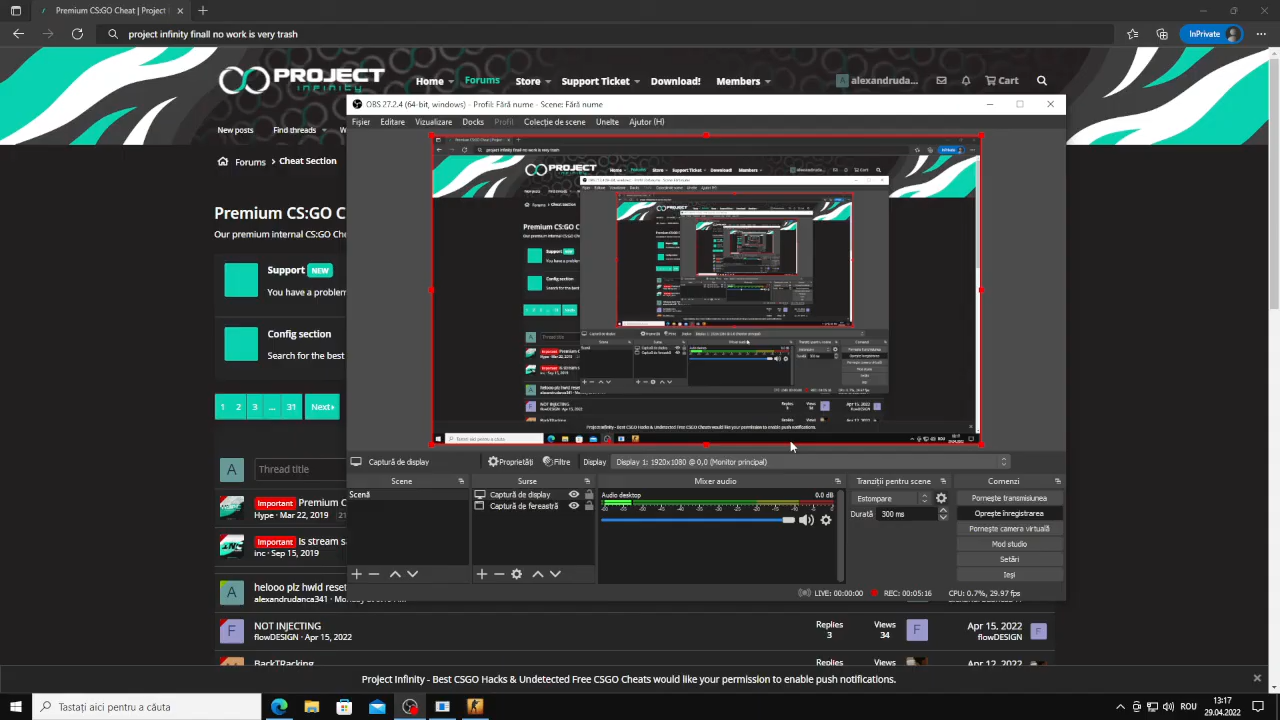 Premium CSGO Cheat | Project
project infinity finall no work is very trash
InPrivate
PROJECT
INFINITY
Home
Forums
Store
Support Ticket
Download!
Members
alexandruda...
Cart
New posts
Find threads
Forums
Cheat Section
Premium CS:GO
Our premium internal CS:GO
Support NEW
You have a problem
Config section
Search for the best
1 2 3 ... 31 Next
A
Thread title
Important Premium C
Hype · Mar 22, 2019
Important Is stream s
inc · Sep 15, 2019
A
helooo plz hwid reset
alexandrudanca341
F
NOT INJECTING
flowDESIGN · Apr 15, 2022
Replies
3
Views
34
F
Apr 15, 2022
flowDESIGN
F
BackTRacking
Replies
Views
Apr 12, 2022
OBS 27.2.4 (64-bit, windows) - Profil: Fără nume - Scene: Fără nume
Fișier Editare Vizualizare Docks Profil Colecție de scene Unelte Ajutor (H)
Captură de display
Proprietăți
Filtre
Display
Display 1: 1920x1080 @ 0,0 (Monitor principal)
Scene
Surse
Mixer audio
Tranziții pentru scene
Comenzi
Scenă
Captură de display
Captură de fereastră
Audio desktop
0.0 dB
Estompare
Durată
300 ms
Pornește transmisiunea
Oprește înregistrarea
Pornește camera virtuală
Mod studio
Setări
Ieși
LIVE: 00:00:00
REC: 00:05:16
CPU: 0.7%, 29.97 fps
Project Infinity - Best CSGO Hacks & Undetected Free CSGO Cheats would like your permission to enable push notifications.
Tastați aici pentru a căuta
ROU
13:17
29.04.2022